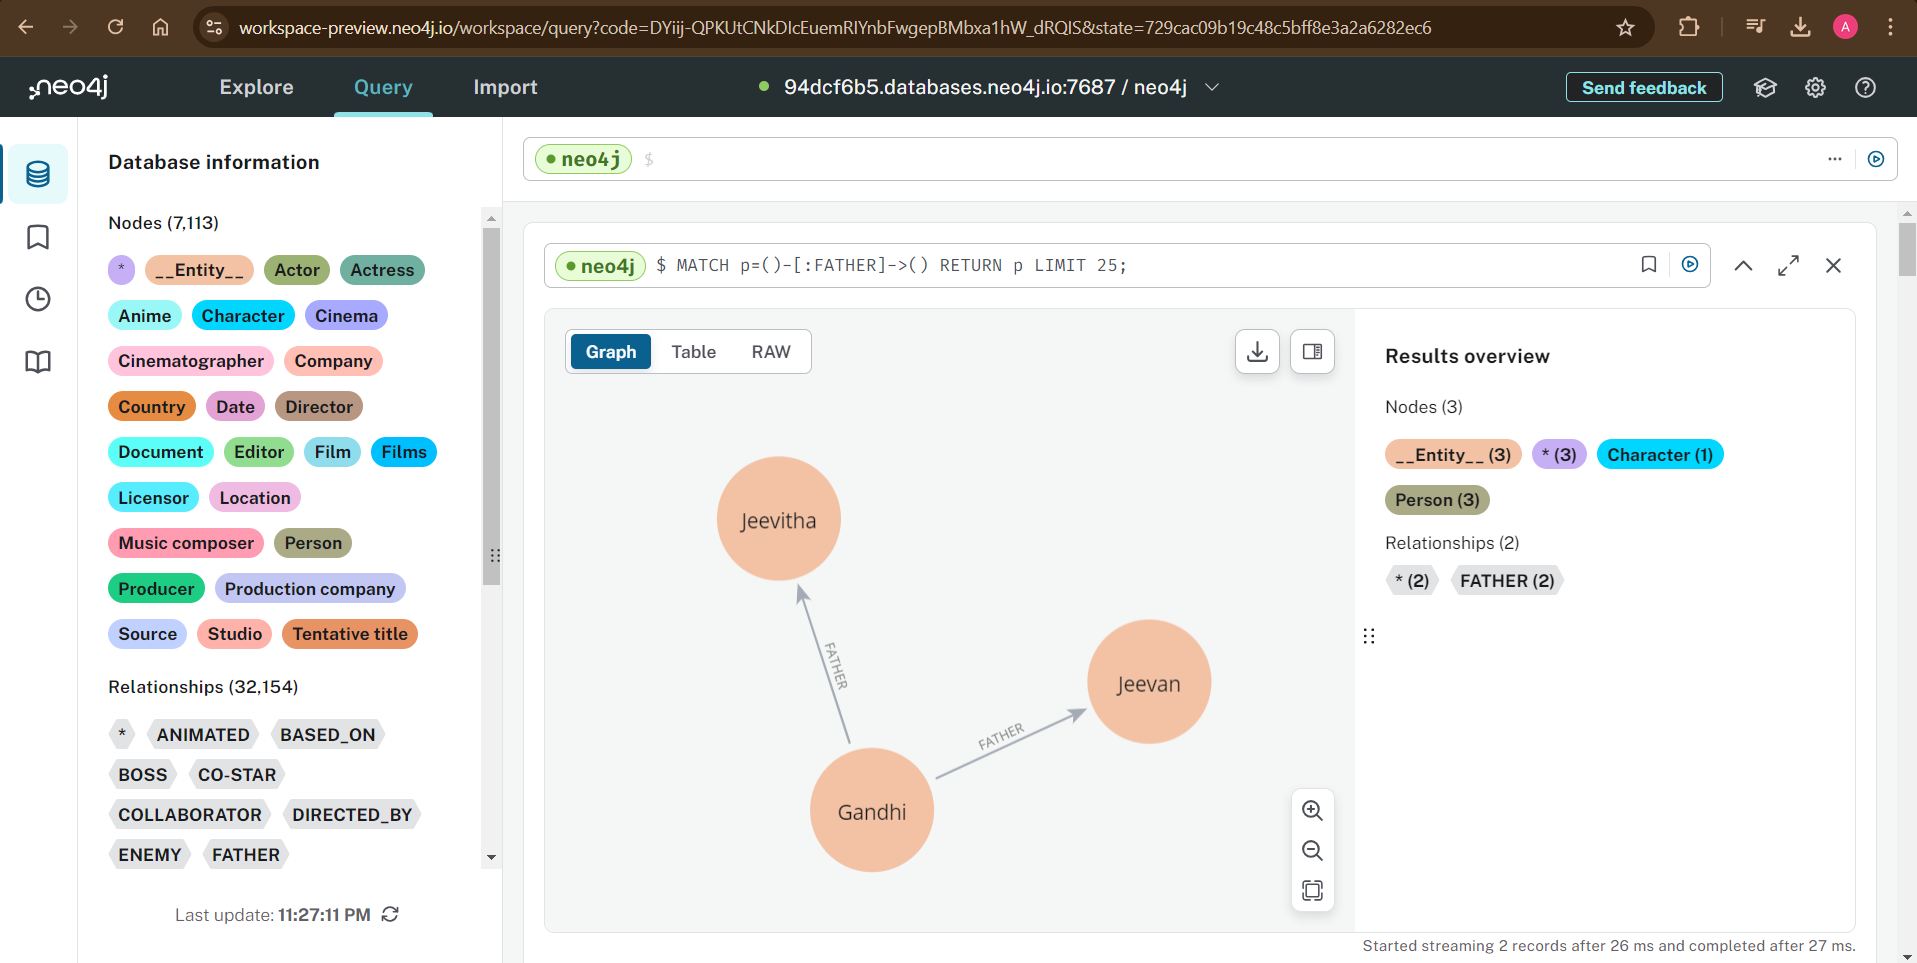 workspace-preview.neo4j.io/workspace/query?code=DYiij-QPKUtCNkDIcEuemRIYnbFwgepBMbxa1hW_dRQIS&state=729cac09b19c48c5bff8e3a2a6282ec6
A
neo4j
Explore
Query
Import
94dcf6b5.databases.neo4j.io:7687 / neo4j
Send feedback
Database information
Nodes (7,113)
* __Entity__ Actor Actress
Anime Character Cinema
Cinematographer Company
Country Date Director
Document Editor Film Films
Licensor Location
Music composer Person
Producer Production company
Source Studio Tentative title
Relationships (32,154)
* ANIMATED BASED_ON
BOSS CO-STAR
COLLABORATOR DIRECTED_BY
ENEMY FATHER
Last update: 11:27:11 PM
neo4j $
neo4j $ MATCH p=()-[:FATHER]->() RETURN p LIMIT 25;
Graph Table RAW
Jeevitha
FATHER
Jeevan
FATHER
Gandhi
Results overview
Nodes (3)
__Entity__ (3) * (3) Character (1)
Person (3)
Relationships (2)
* (2) FATHER (2)
Started streaming 2 records after 26 ms and completed after 27 ms.